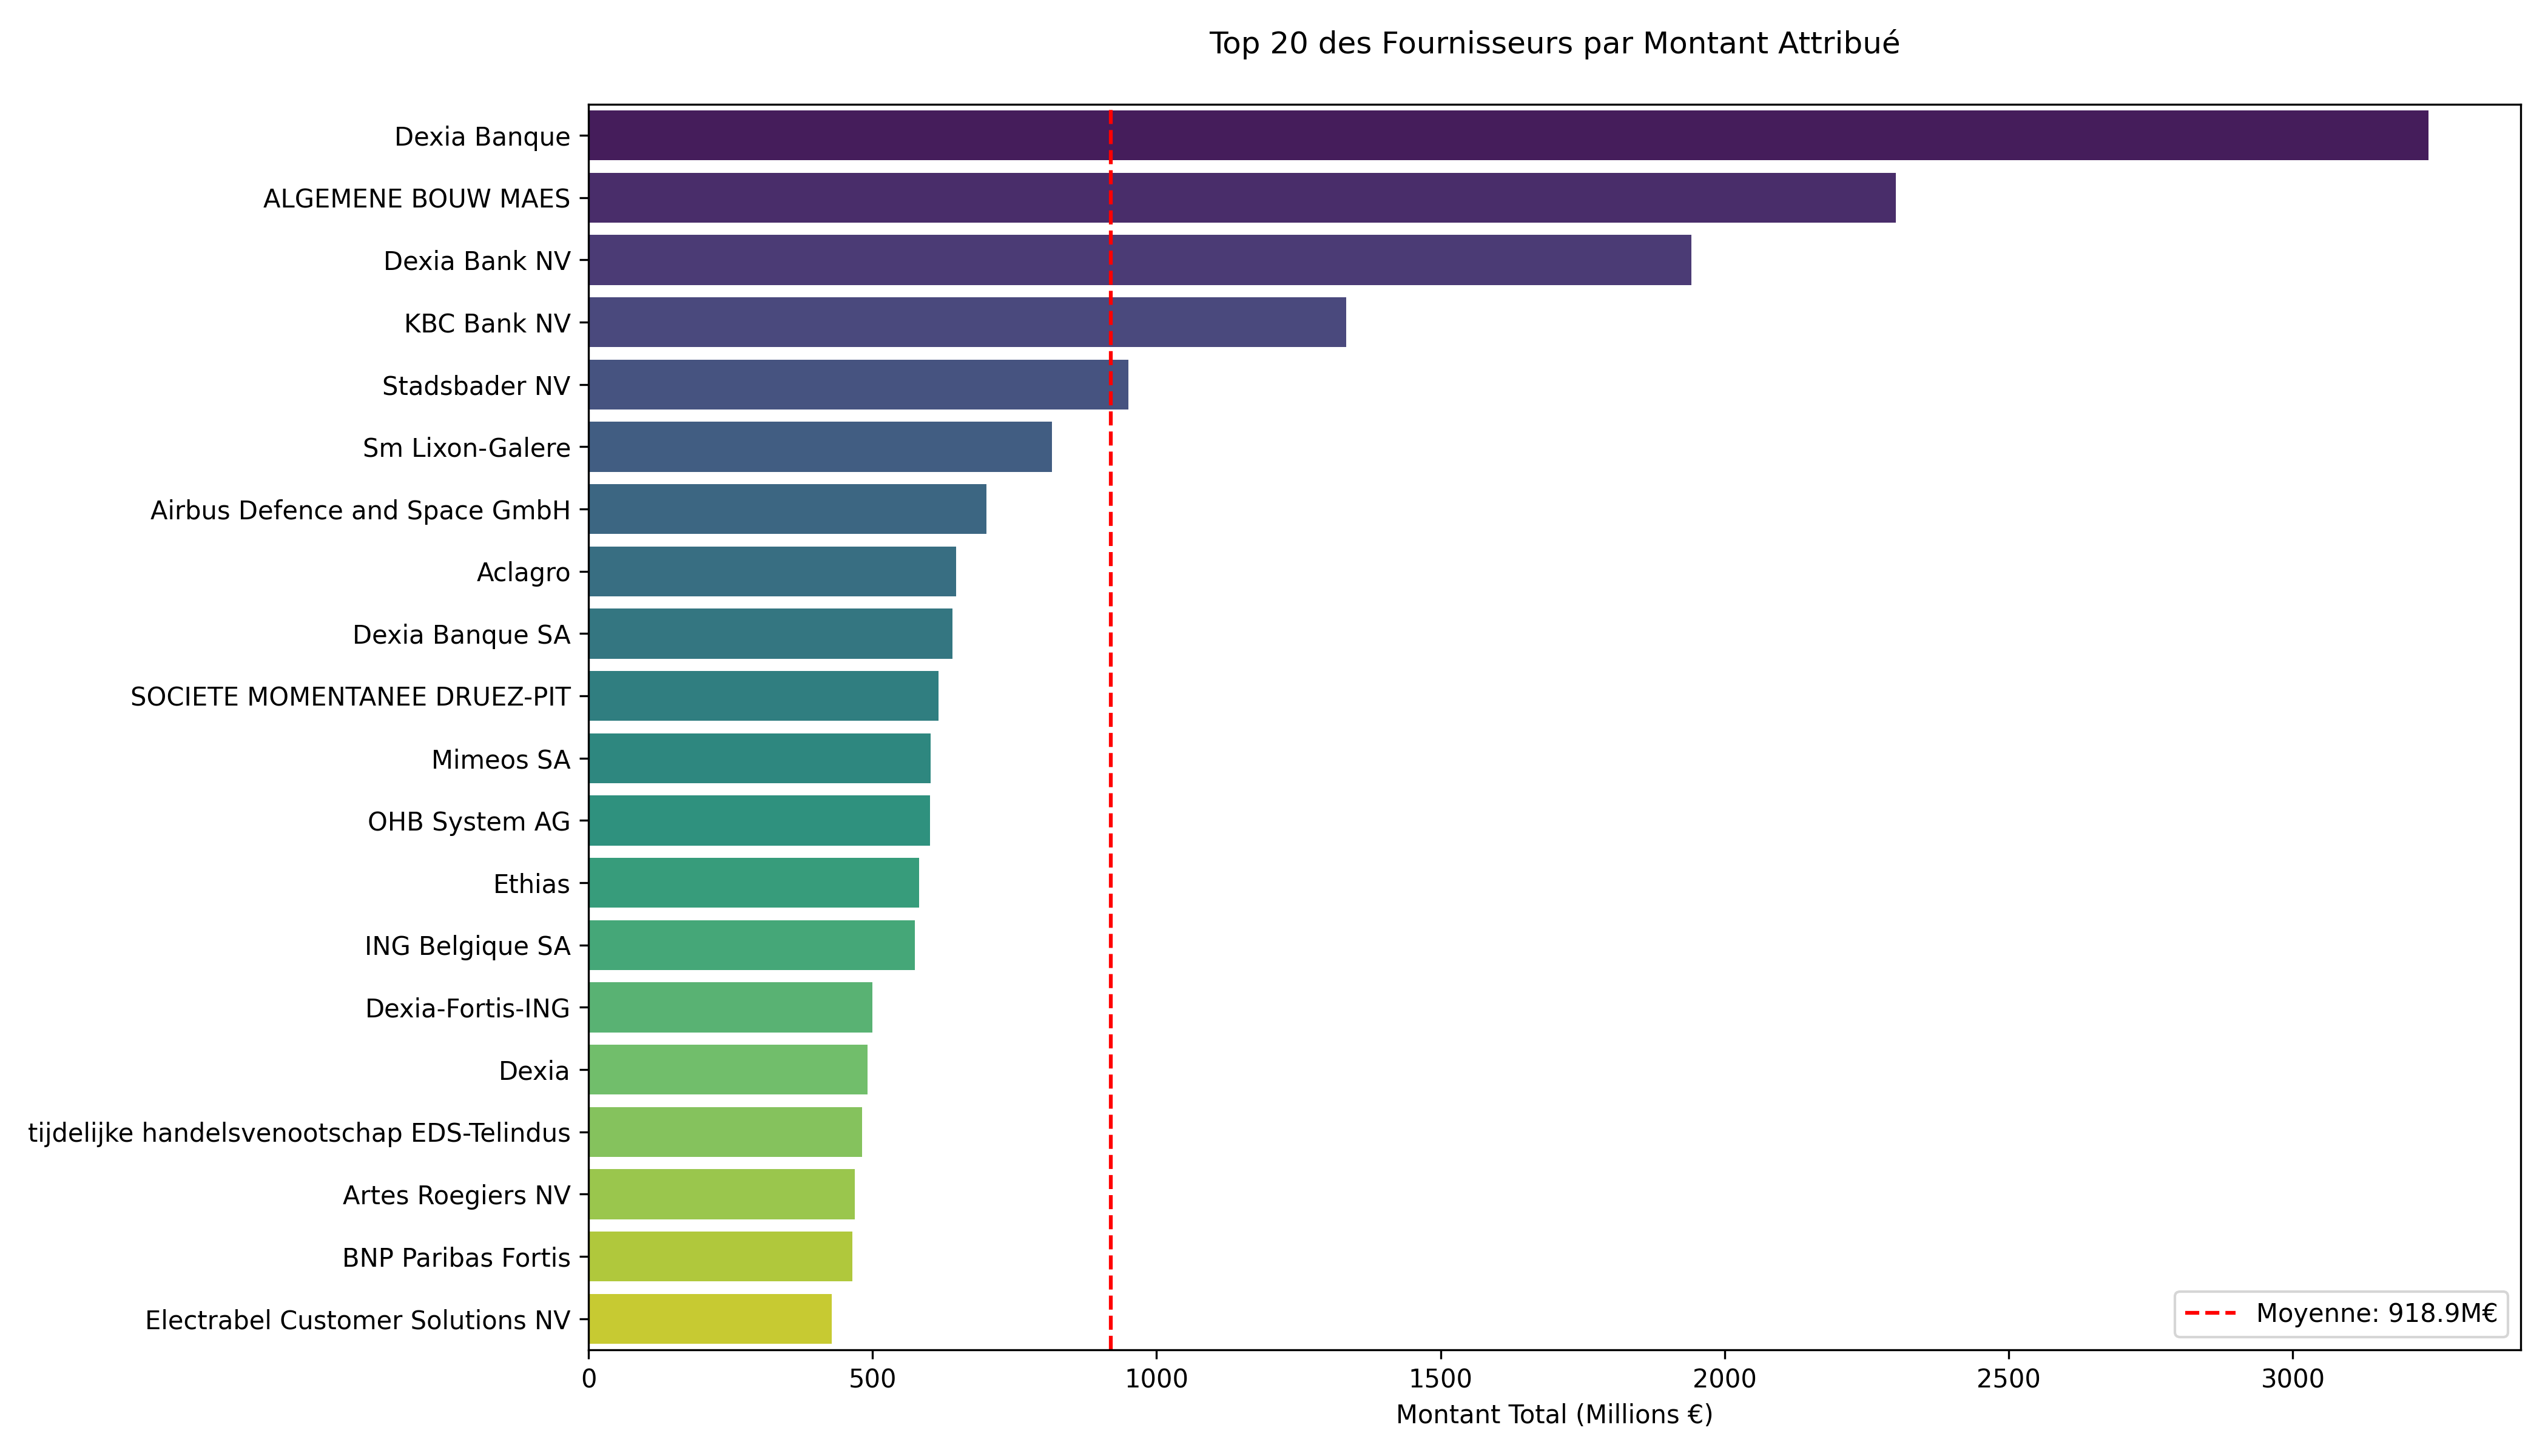 Top 20 des Fournisseurs par Montant Attribué
Dexia Banque
ALGEMENE BOUW MAES
Dexia Bank NV
KBC Bank NV
Stadsbader NV
Sm Lixon-Galere
Airbus Defence and Space GmbH
Aclagro
Dexia Banque SA
SOCIETE MOMENTANEE DRUEZ-PIT
Mimeos SA
OHB System AG
Ethias
ING Belgique SA
Dexia-Fortis-ING
Dexia
tijdelijke handelsvenootschap EDS-Telindus
Artes Roegiers NV
BNP Paribas Fortis
Electrabel Customer Solutions NV
Moyenne: 918.9M€
0 500 1000 1500 2000 2500 3000
Montant Total (Millions €)